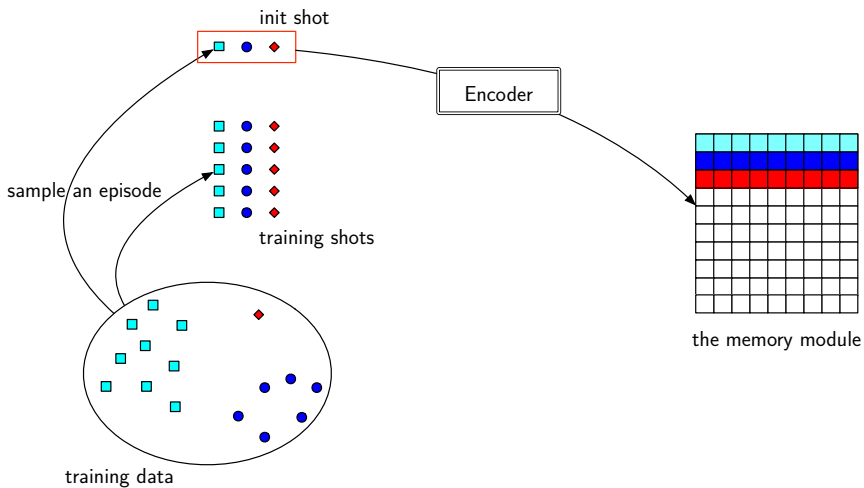 init shot
Encoder
sample an episode
training shots
the memory module
training data